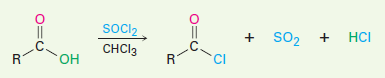 O SOCl₂ O
C CHCl₃ C + SO₂ + HCl
R OH R Cl